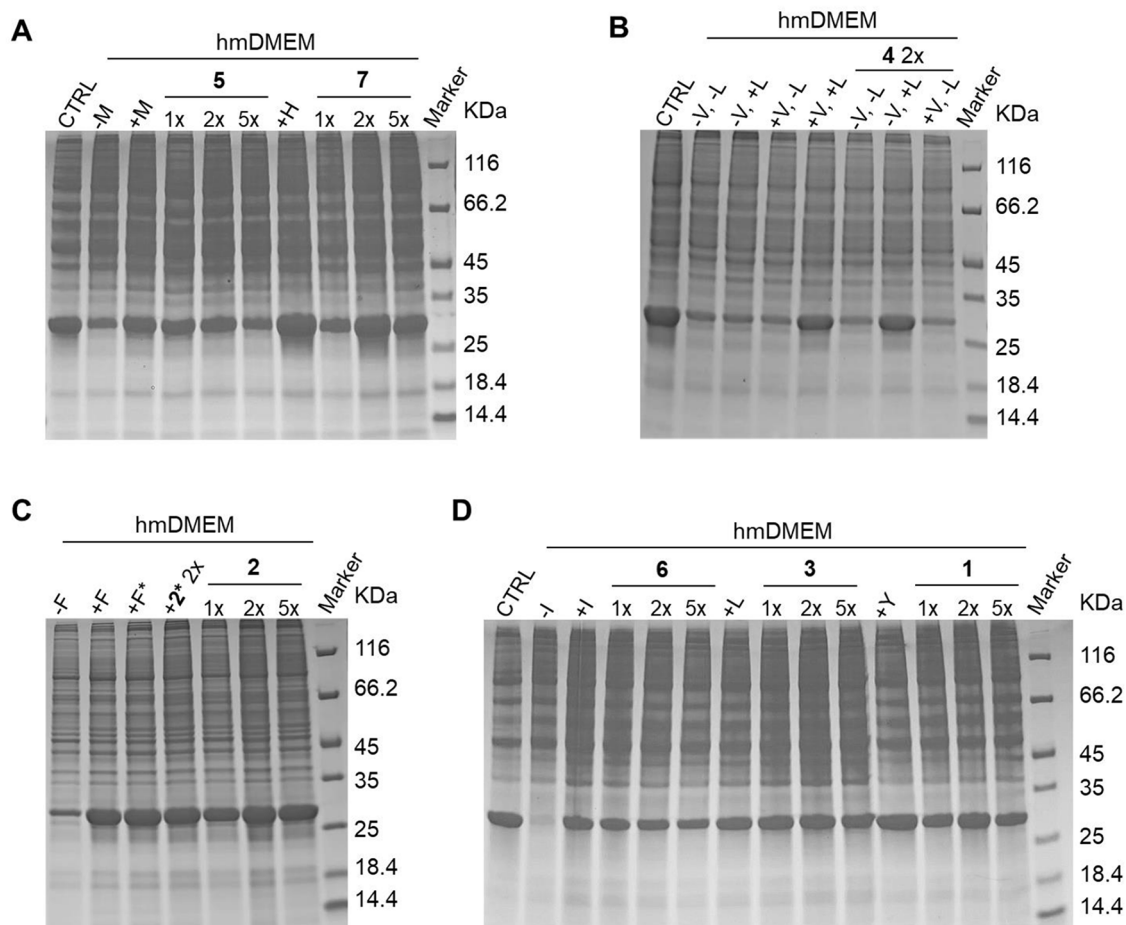 A
hmDMEM
5 7
CTRL -M +M 1x 2x 5x +H 1x 2x 5x Marker KDa
116
66.2
45
35
25
18.4
14.4
B
hmDMEM
4 2x
CTRL -V, -L -V, +L +V, -L +V, +L -V, -L -V, +L +V, -L Marker KDa
116
66.2
45
35
25
18.4
14.4
C
hmDMEM
2
-F +F +F* +2* 2x 1x 2x 5x Marker KDa
116
66.2
45
35
25
18.4
14.4
D
hmDMEM
6 3 1
CTRL -I +I 1x 2x 5x +L 1x 2x 5x +Y 1x 2x 5x Marker KDa
116
66.2
45
35
25
18.4
14.4